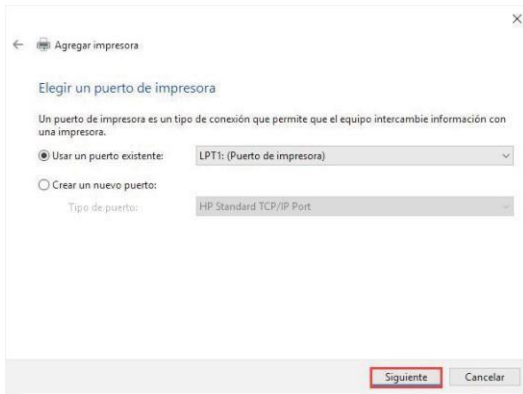 Agregar impresora
Elegir un puerto de impresora
Un puerto de impresora es un tipo de conexión que permite que el equipo intercambie información con
una impresora.
Usar un puerto existente: LPT1: (Puerto de impresora)
Crear un nuevo puerto:
Tipo de puerto: HP Standard TCP/IP Port
Siguiente Cancelar